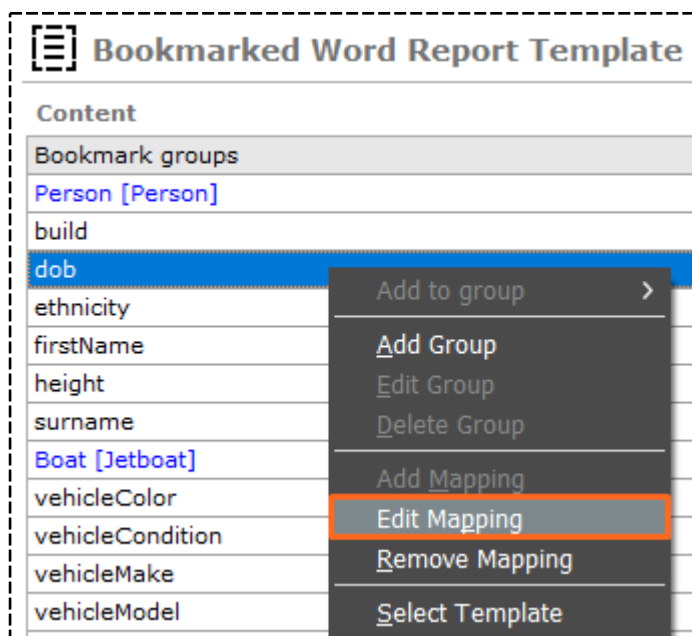 Bookmarked Word Report Template
Content
Bookmark groups
Person [Person]
build
dob
ethnicity
firstName
height
surname
Boat [Jetboat]
vehicleColor
vehicleCondition
vehicleMake
vehicleModel
Add to group
Add Group
Edit Group
Delete Group
Add Mapping
Edit Mapping
Remove Mapping
Select Template